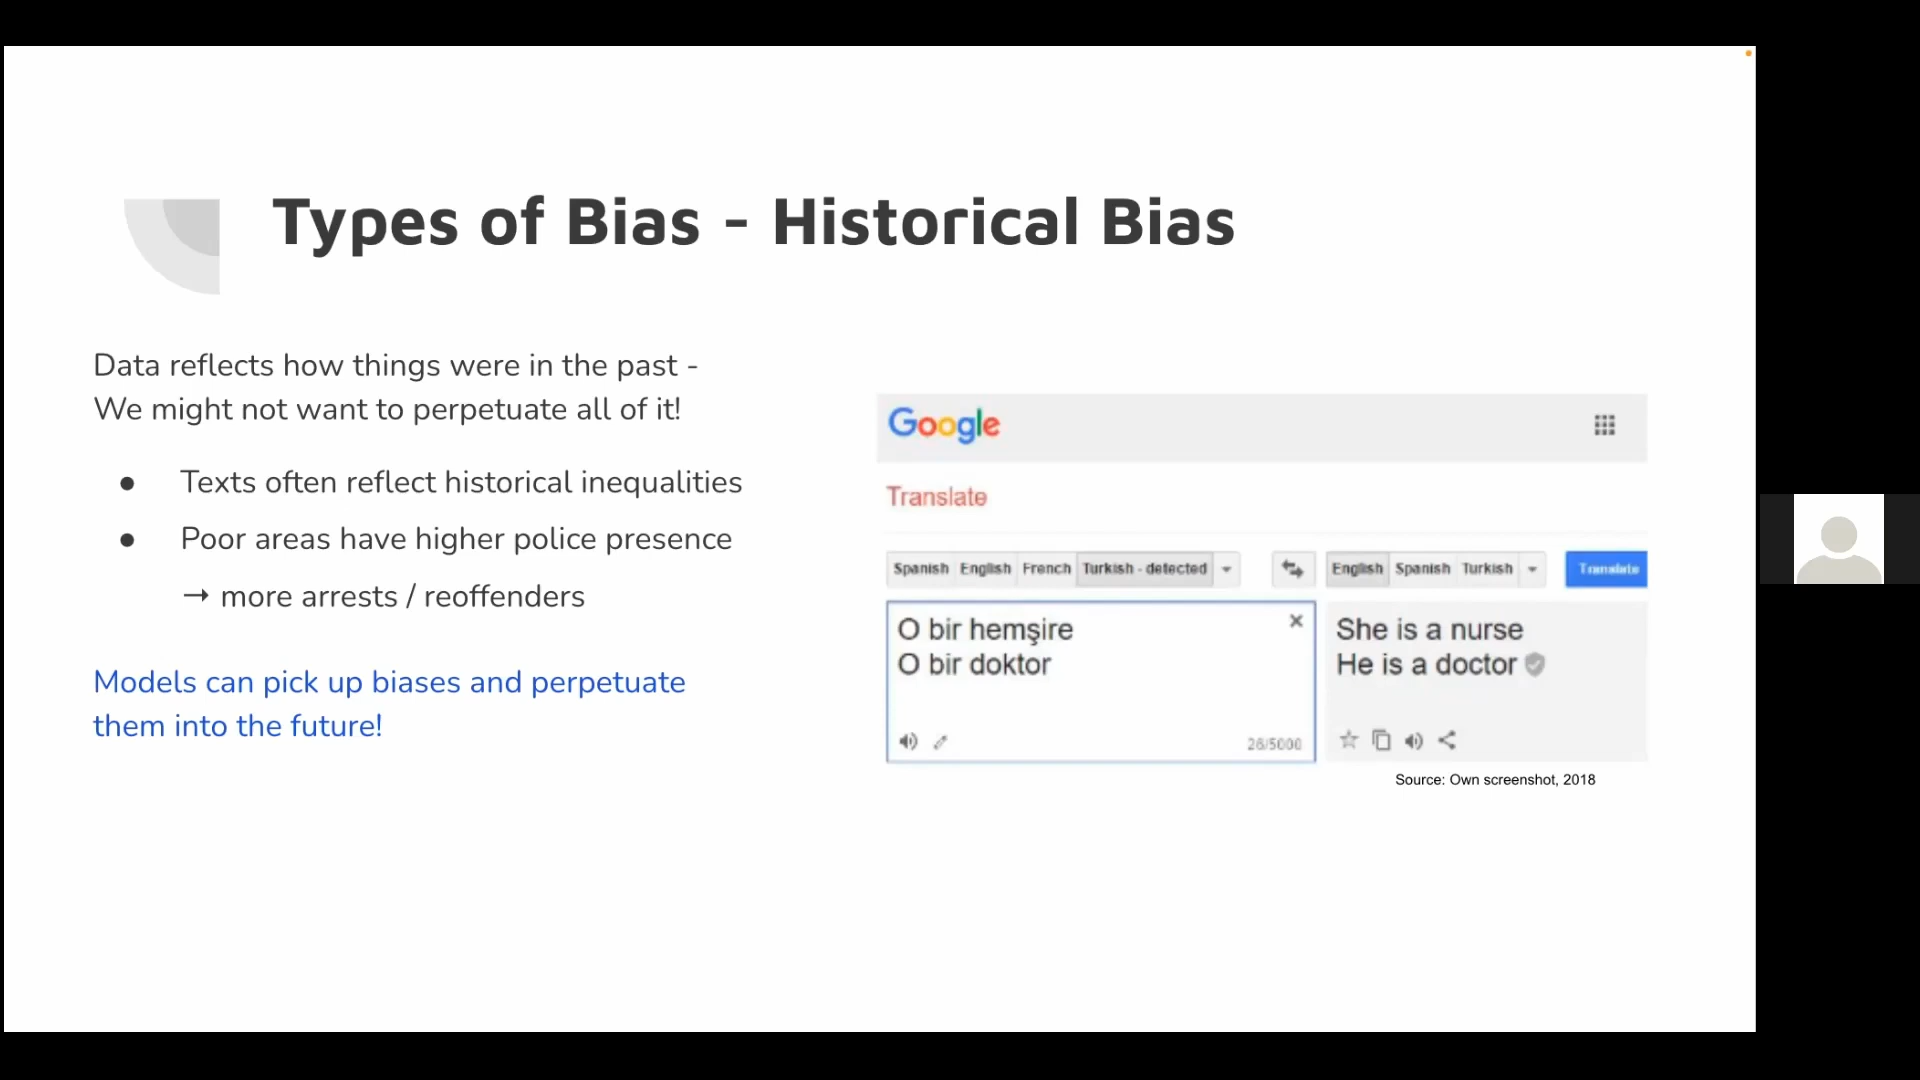 Types of Bias - Historical Bias
Data reflects how things were in the past -
We might not want to perpetuate all of it!
● Texts often reflect historical inequalities
● Poor areas have higher police presence
→ more arrests / reoffenders
Models can pick up biases and perpetuate
them into the future!
Google
Translate
Spanish English French Turkish - detected
English Spanish Turkish
Translate
O bir hemşire
O bir doktor
26/5000
She is a nurse
He is a doctor
Source: Own screenshot, 2018